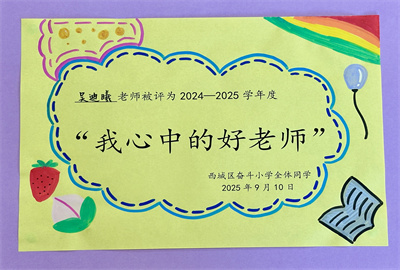 吴迪曦 老师被评为 2024—2025 学年度
“我心中的好老师”
西城区奋斗小学全体同学
2025 年 9 月 10 日